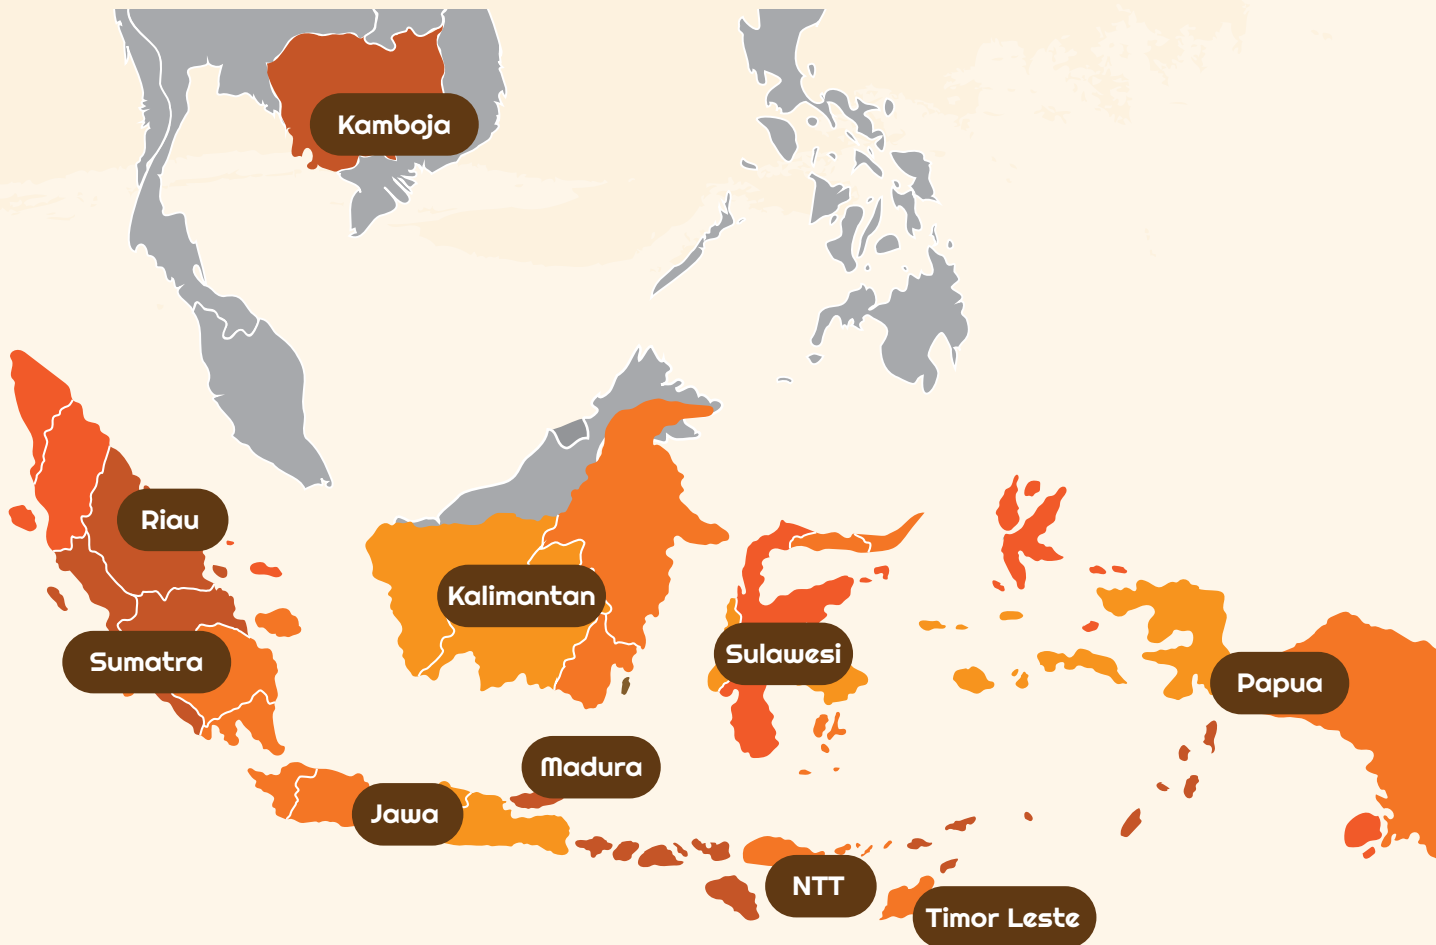 Kamboja
Riau
Kalimantan
Sulawesi
Sumatra
Papua
Madura
Jawa
NTT
Timor Leste